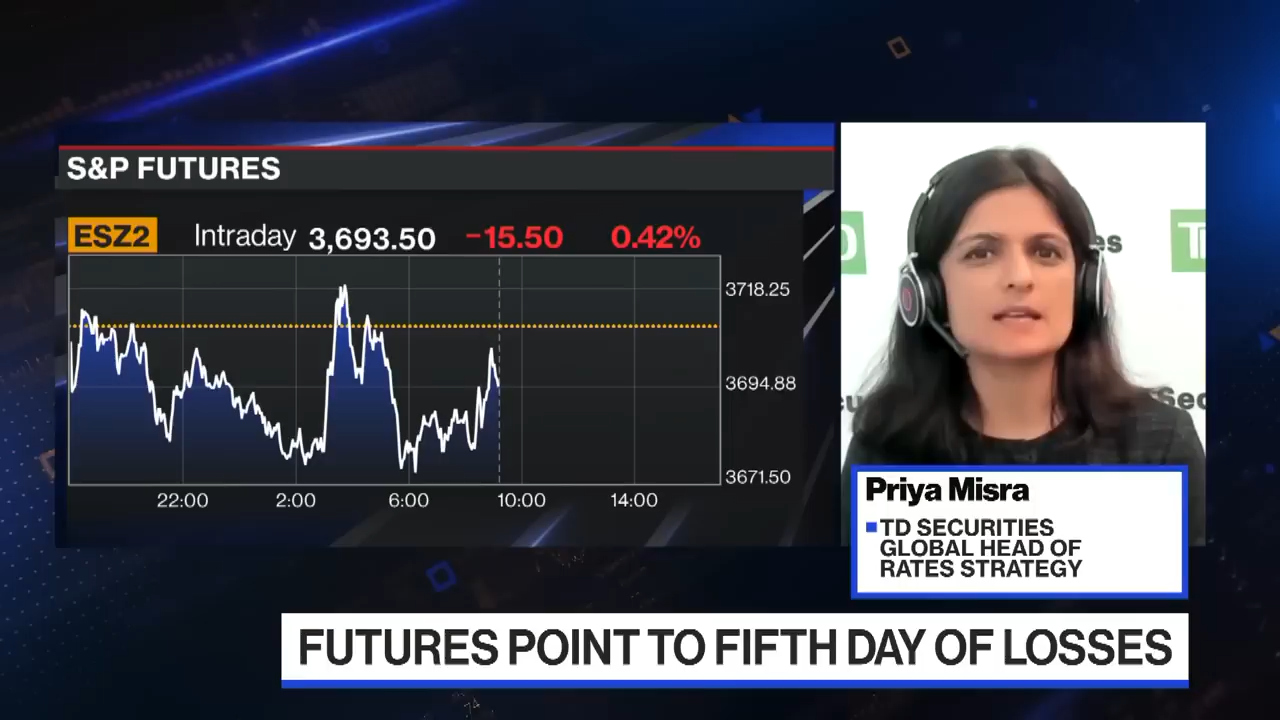 S&P FUTURES
ESZ2 Intraday 3,693.50 −15.50 0.42%
3718.25
3694.88
3671.50
22:00 2:00 6:00 10:00 14:00
Priya Misra
TD SECURITIES
GLOBAL HEAD OF
RATES STRATEGY
FUTURES POINT TO FIFTH DAY OF LOSSES